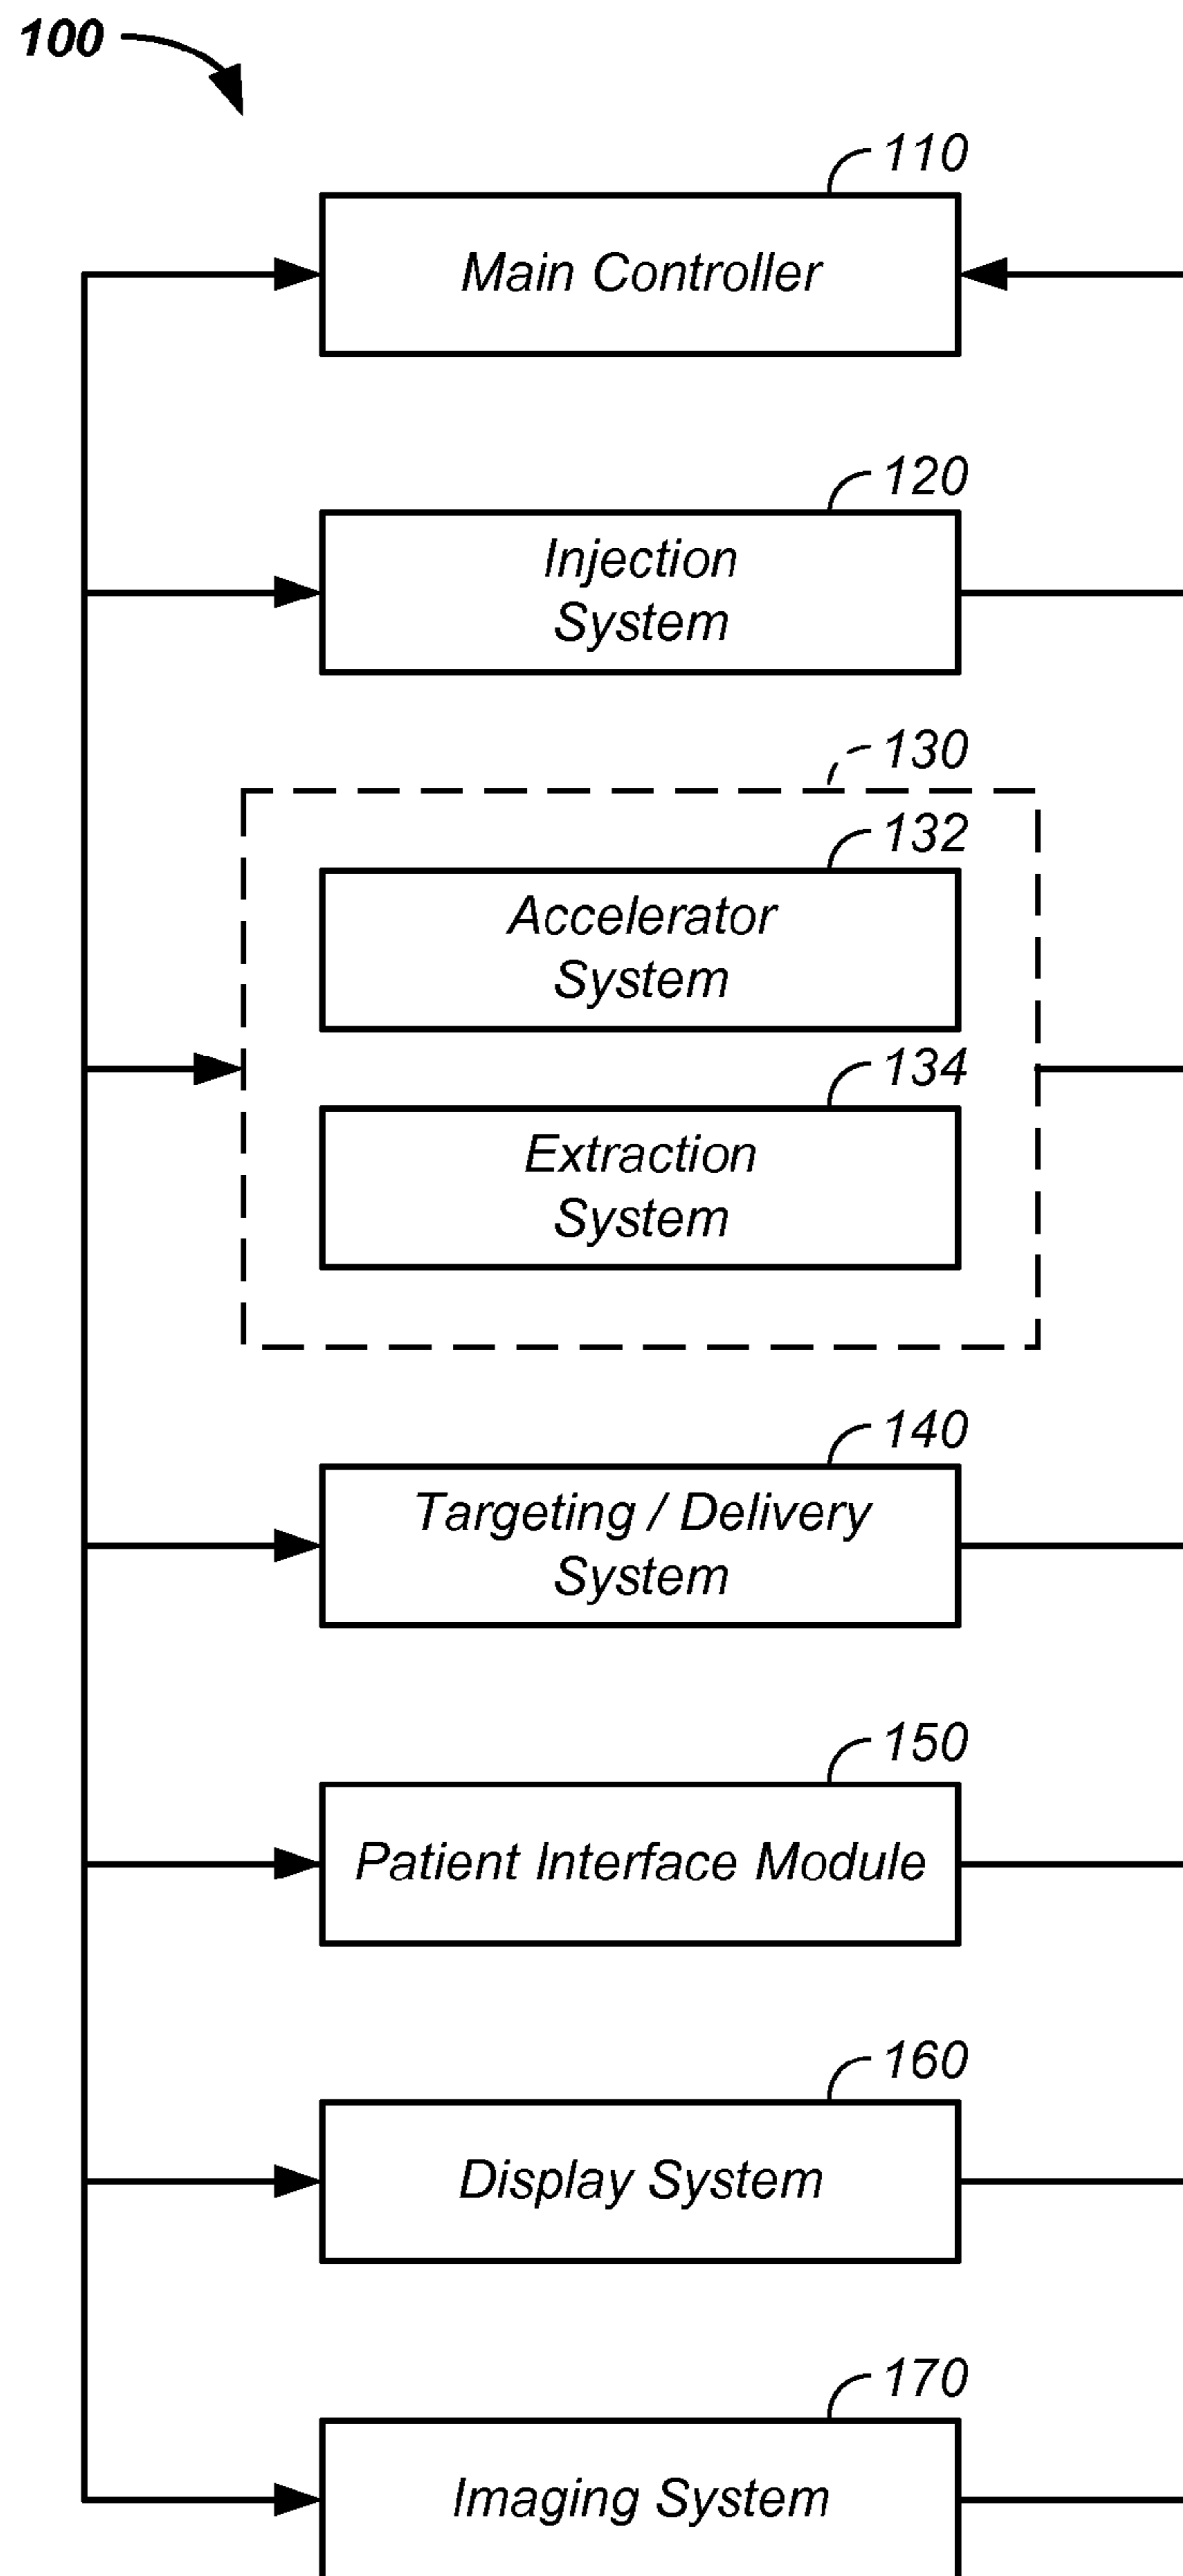 100
110
Main Controller
120
Injection
System
130
132
Accelerator
System
134
Extraction
System
140
Targeting / Delivery
System
150
Patient Interface Module
160
Display System
170
Imaging System